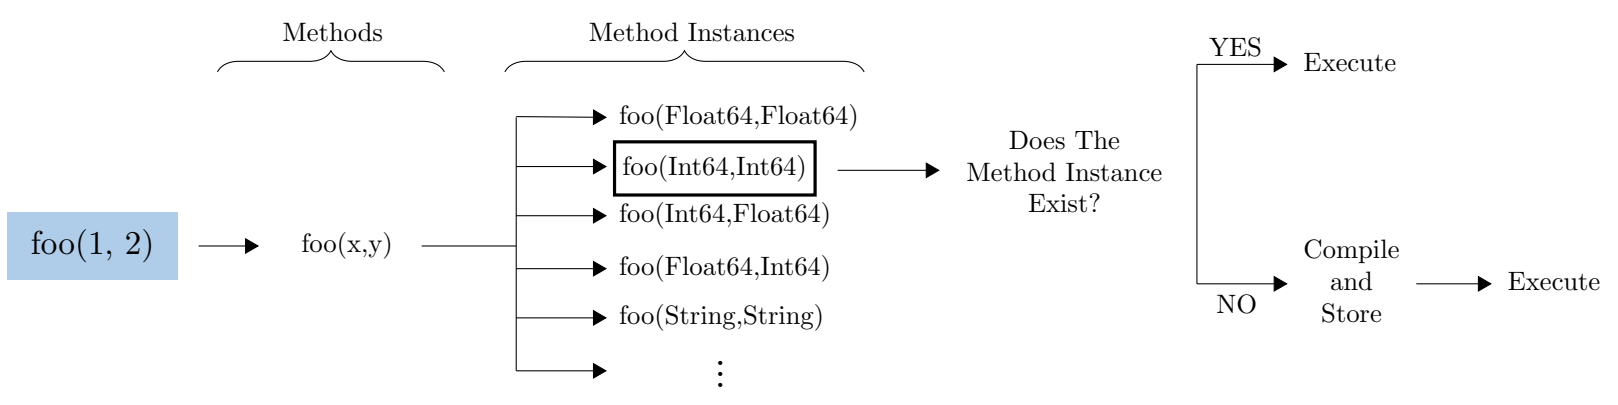 Methods
Method Instances
foo(1, 2)
foo(x,y)
foo(Float64,Float64)
foo(Int64,Int64)
foo(Int64,Float64)
foo(Float64,Int64)
foo(String,String)
⋮
Does The
Method Instance
Exist?
YES
Execute
NO
Compile
and
Store
Execute